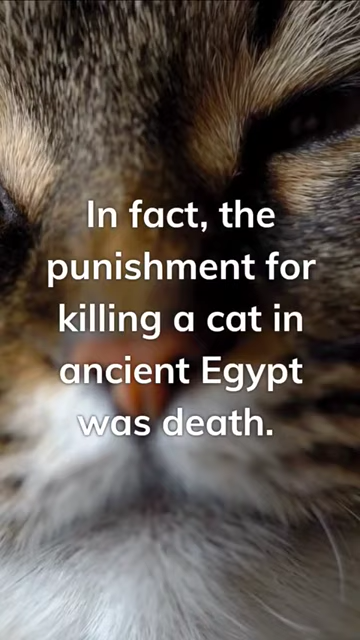 In fact, the
punishment for
killing a cat in
ancient Egypt
was death.